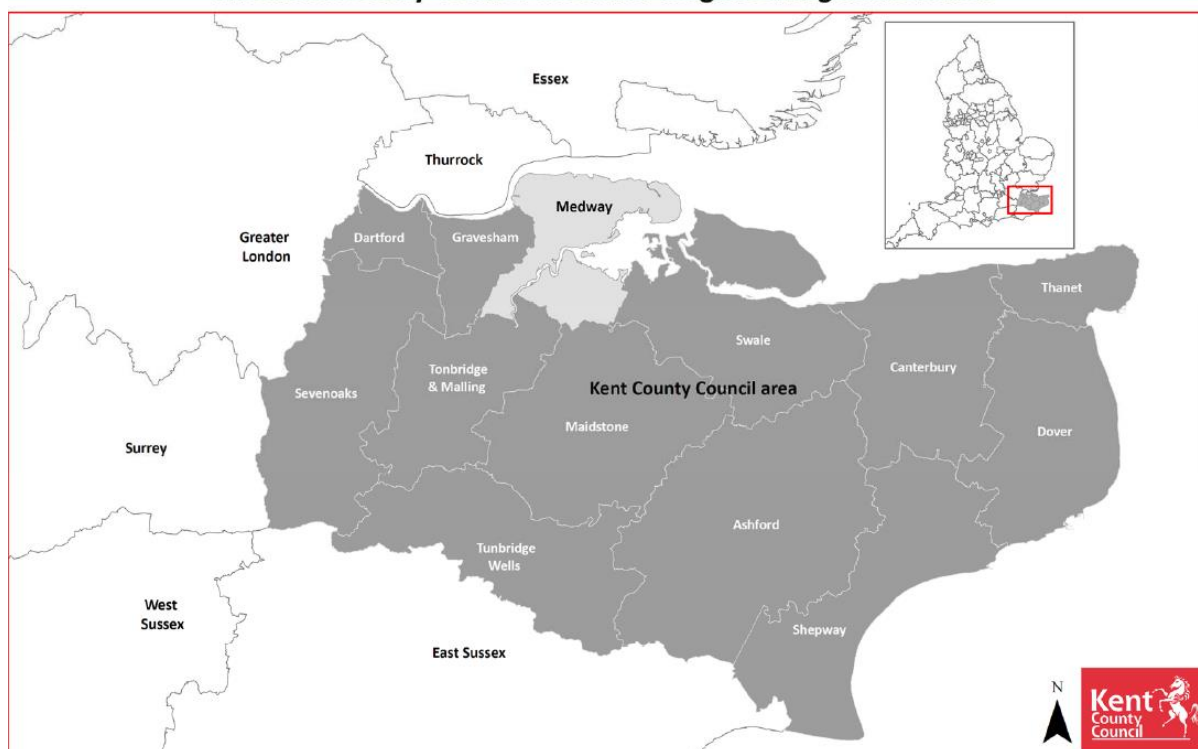 Essex
Thurrock
Medway
Greater
London
Dartford
Gravesham
Thanet
Swale
Canterbury
Tonbridge
& Malling
Sevenoaks
Kent County Council area
Maidstone
Dover
Surrey
Ashford
Tunbridge
Wells
West
Sussex
Shepway
East Sussex
N
Kent
County
Council